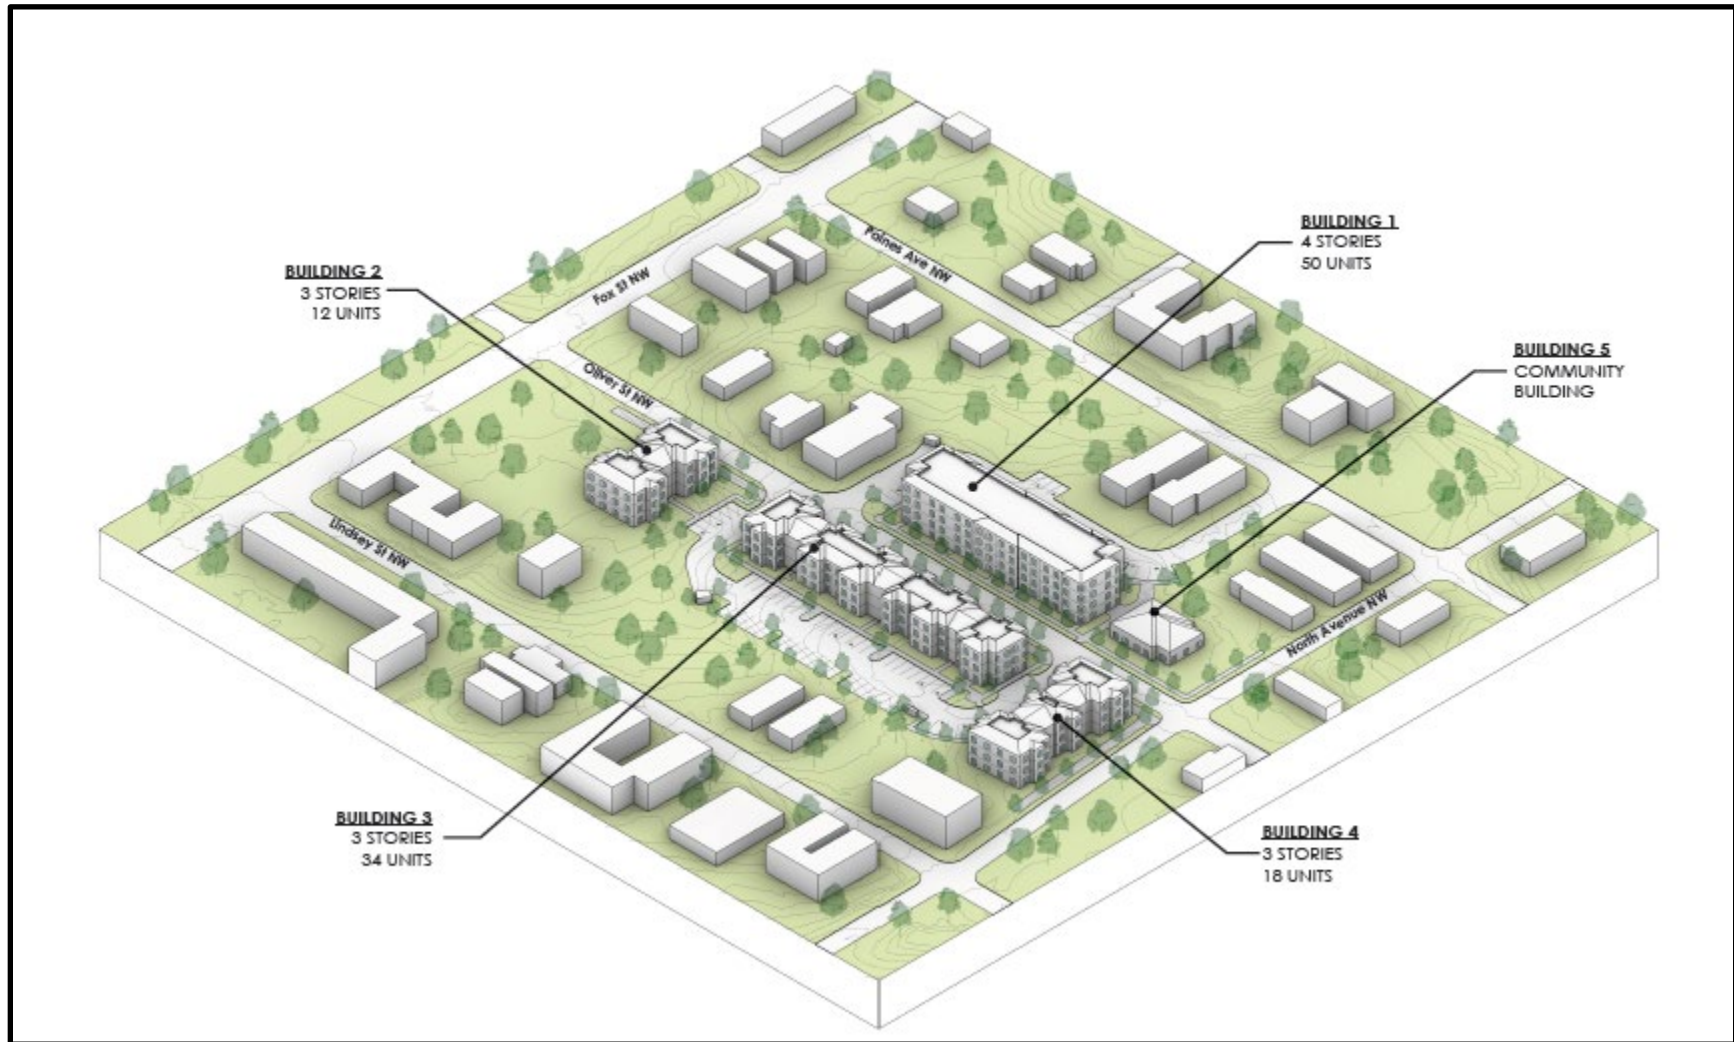 BUILDING 1
4 STORIES
50 UNITS
BUILDING 2
3 STORIES
12 UNITS
BUILDING 5
COMMUNITY
BUILDING
Fox St NW
Paines Ave NW
Oliver St NW
Lindsey St NW
North Avenue NW
BUILDING 3
3 STORIES
34 UNITS
BUILDING 4
3 STORIES
18 UNITS